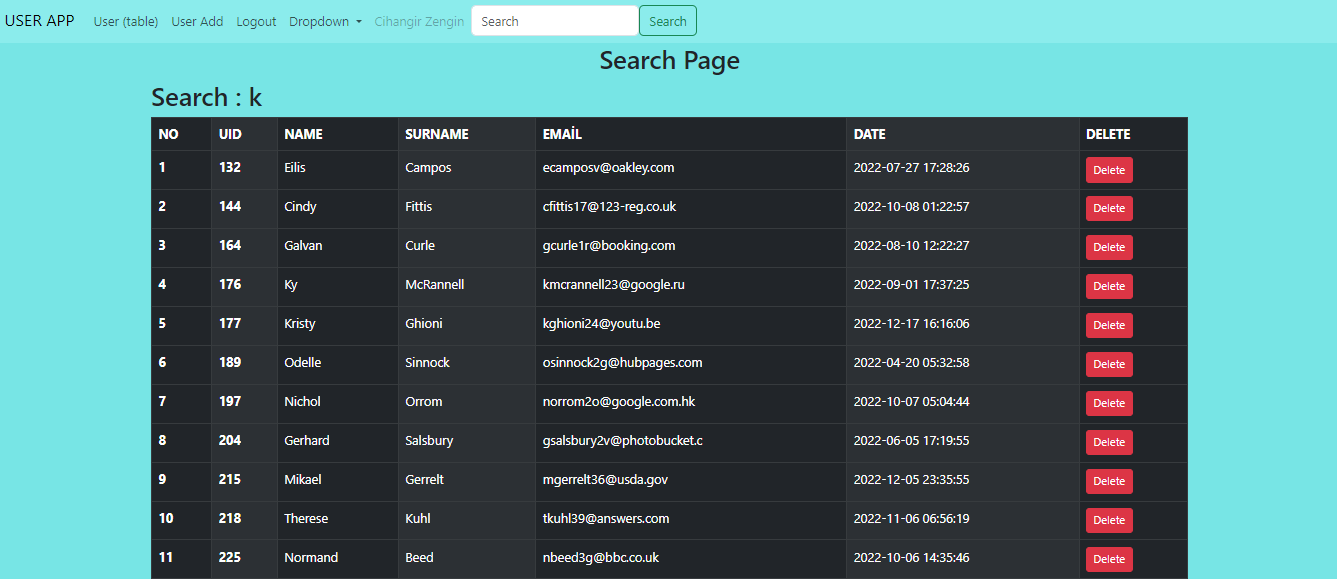 USER APP User (table) User Add Logout Dropdown Cihangir Zengin Search Search
Search Page
Search : k
NO UID NAME SURNAME EMAİL DATE DELETE
1 132 Eilis Campos ecamposv@oakley.com 2022-07-27 17:28:26 Delete
2 144 Cindy Fittis cfittis17@123-reg.co.uk 2022-10-08 01:22:57 Delete
3 164 Galvan Curle gcurle1r@booking.com 2022-08-10 12:22:27 Delete
4 176 Ky McRannell kmcrannell23@google.ru 2022-09-01 17:37:25 Delete
5 177 Kristy Ghioni kghioni24@youtu.be 2022-12-17 16:16:06 Delete
6 189 Odelle Sinnock osinnock2g@hubpages.com 2022-04-20 05:32:58 Delete
7 197 Nichol Orrom norrom2o@google.com.hk 2022-10-07 05:04:44 Delete
8 204 Gerhard Salsbury gsalsbury2v@photobucket.c 2022-06-05 17:19:55 Delete
9 215 Mikael Gerrelt mgerrelt36@usda.gov 2022-12-05 23:35:55 Delete
10 218 Therese Kuhl tkuhl39@answers.com 2022-11-06 06:56:19 Delete
11 225 Normand Beed nbeed3g@bbc.co.uk 2022-10-06 14:35:46 Delete